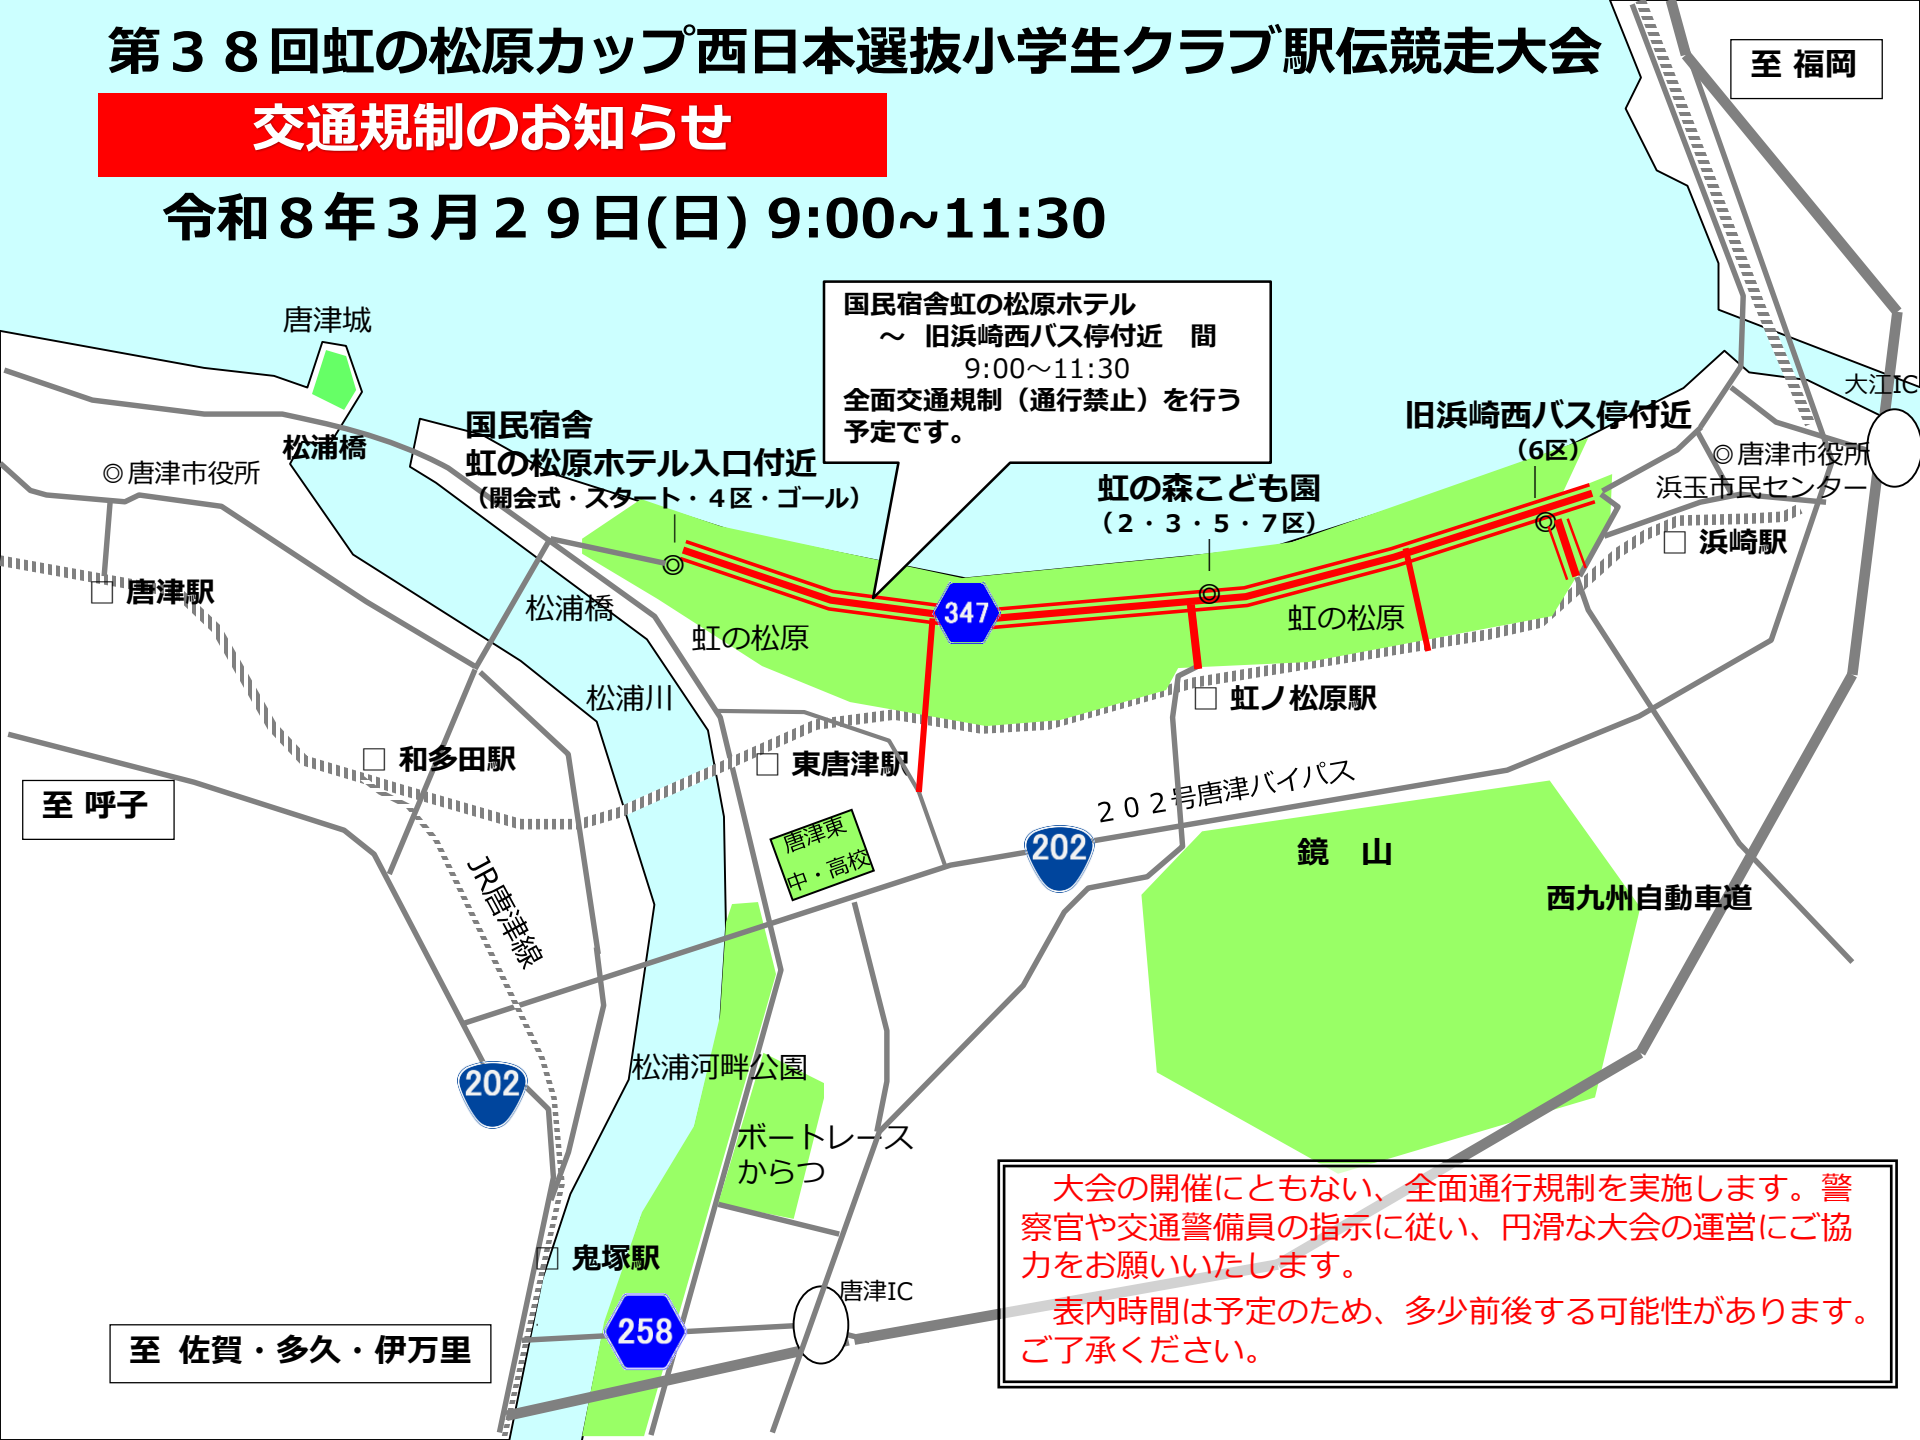 第３８回虹の松原カップ西日本選抜小学生クラブ駅伝競走大会
交通規制のお知らせ
令和８年３月２９日(日) 9:00~11:30
至 福岡
国民宿舎虹の松原ホテル
～ 旧浜崎西バス停付近　間
9:00～11:30
全面交通規制（通行禁止）を行う
予定です。
唐津城
松浦橋
◎唐津市役所
国民宿舎
虹の松原ホテル入口付近
（開会式・スタート・４区・ゴール）
虹の森こども園
（２・３・５・７区）
旧浜崎西バス停付近
（6区）
大江IC
◎唐津市役所
浜玉市民センター
浜崎駅
唐津駅
松浦橋
虹の松原
347
虹の松原
松浦川
虹ノ松原駅
和多田駅
東唐津駅
至 呼子
２０２号唐津バイパス
唐津東
中・高校
202
鏡　山
西九州自動車道
JR唐津線
202
松浦河畔公園
ボートレース
からつ
鬼塚駅
唐津IC
258
至 佐賀・多久・伊万里
大会の開催にともない、全面通行規制を実施します。警
察官や交通警備員の指示に従い、円滑な大会の運営にご協
力をお願いいたします。
表内時間は予定のため、多少前後する可能性があります。
ご了承ください。